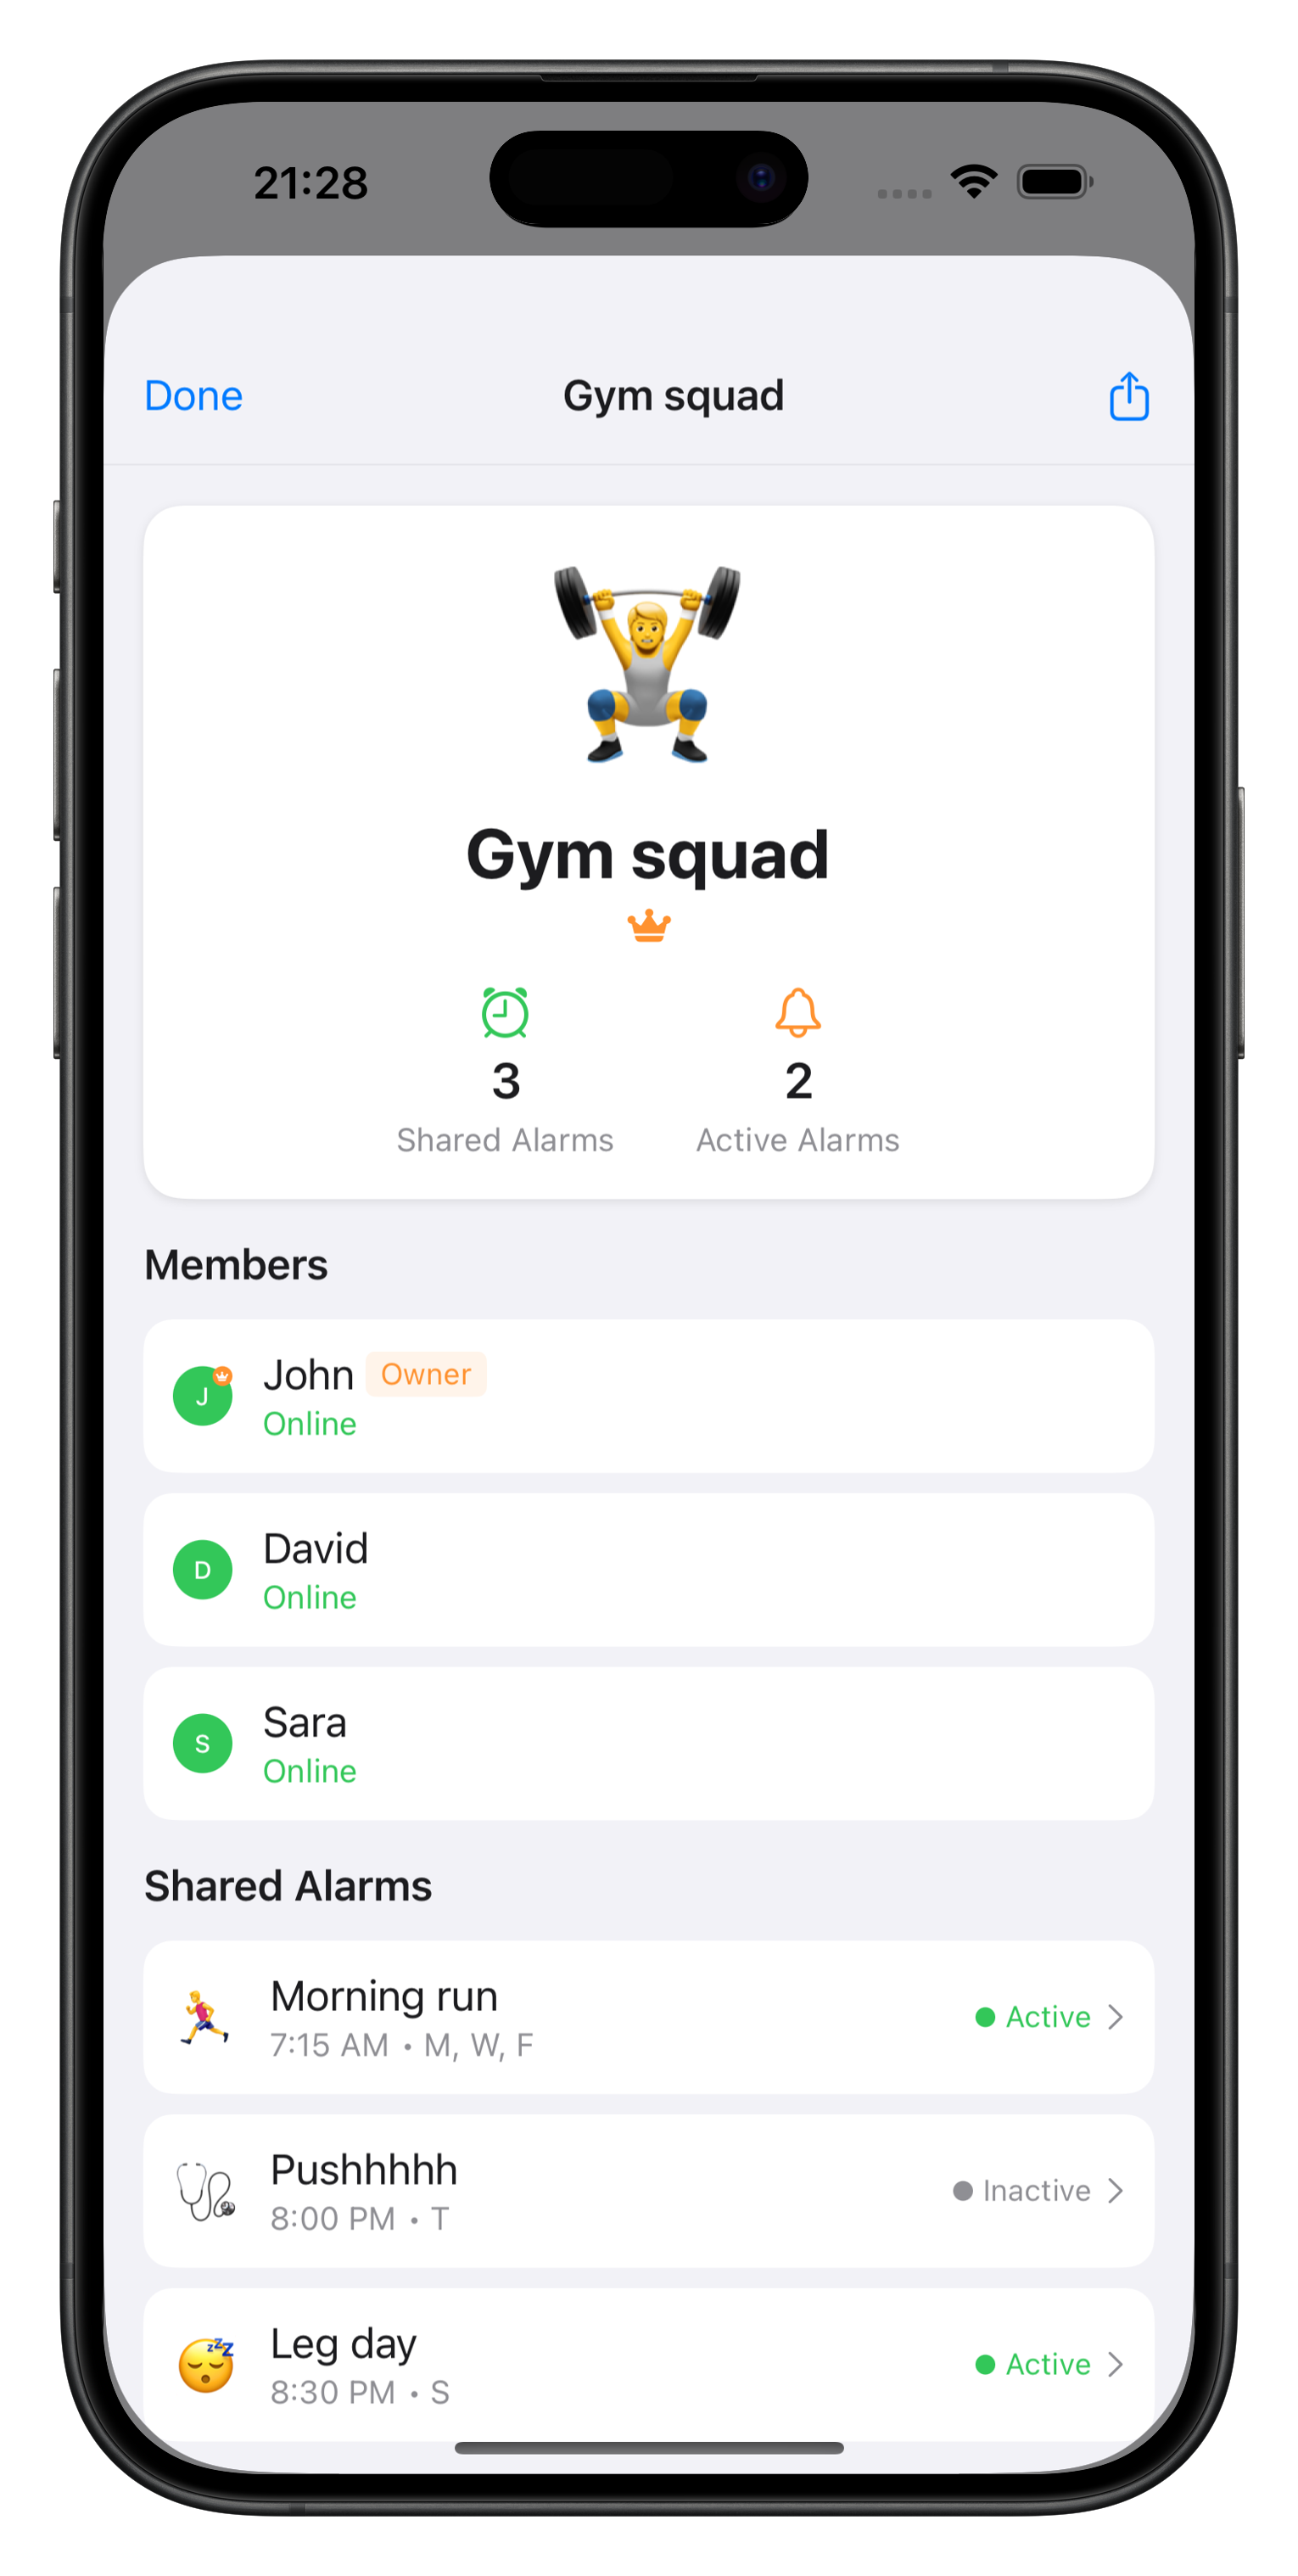 21:28
Done
Gym squad
Gym squad
3
2
Shared Alarms
Active Alarms
Members
J
John
Owner
Online
D
David
Online
S
Sara
Online
Shared Alarms
Morning run
7:15 AM • M, W, F
Active
Pushhhhh
8:00 PM • T
Inactive
zzz
Leg day
8:30 PM • S
Active